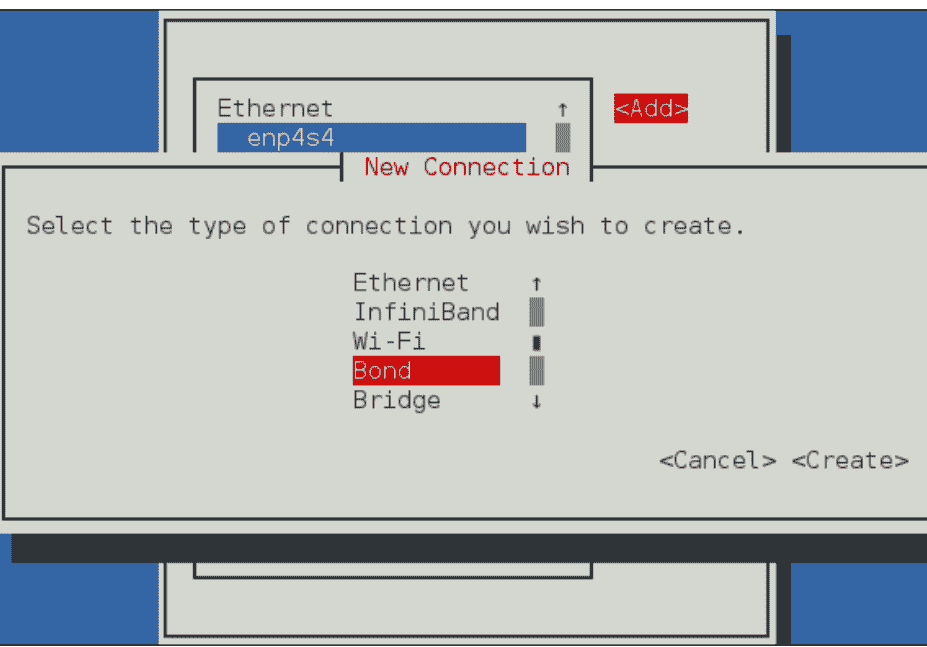 Ethernet ↑ <Add>
enp4s4
New Connection
Select the type of connection you wish to create.
Ethernet ↑
InfiniBand
Wi-Fi
Bond
Bridge ↓
<Cancel> <Create>